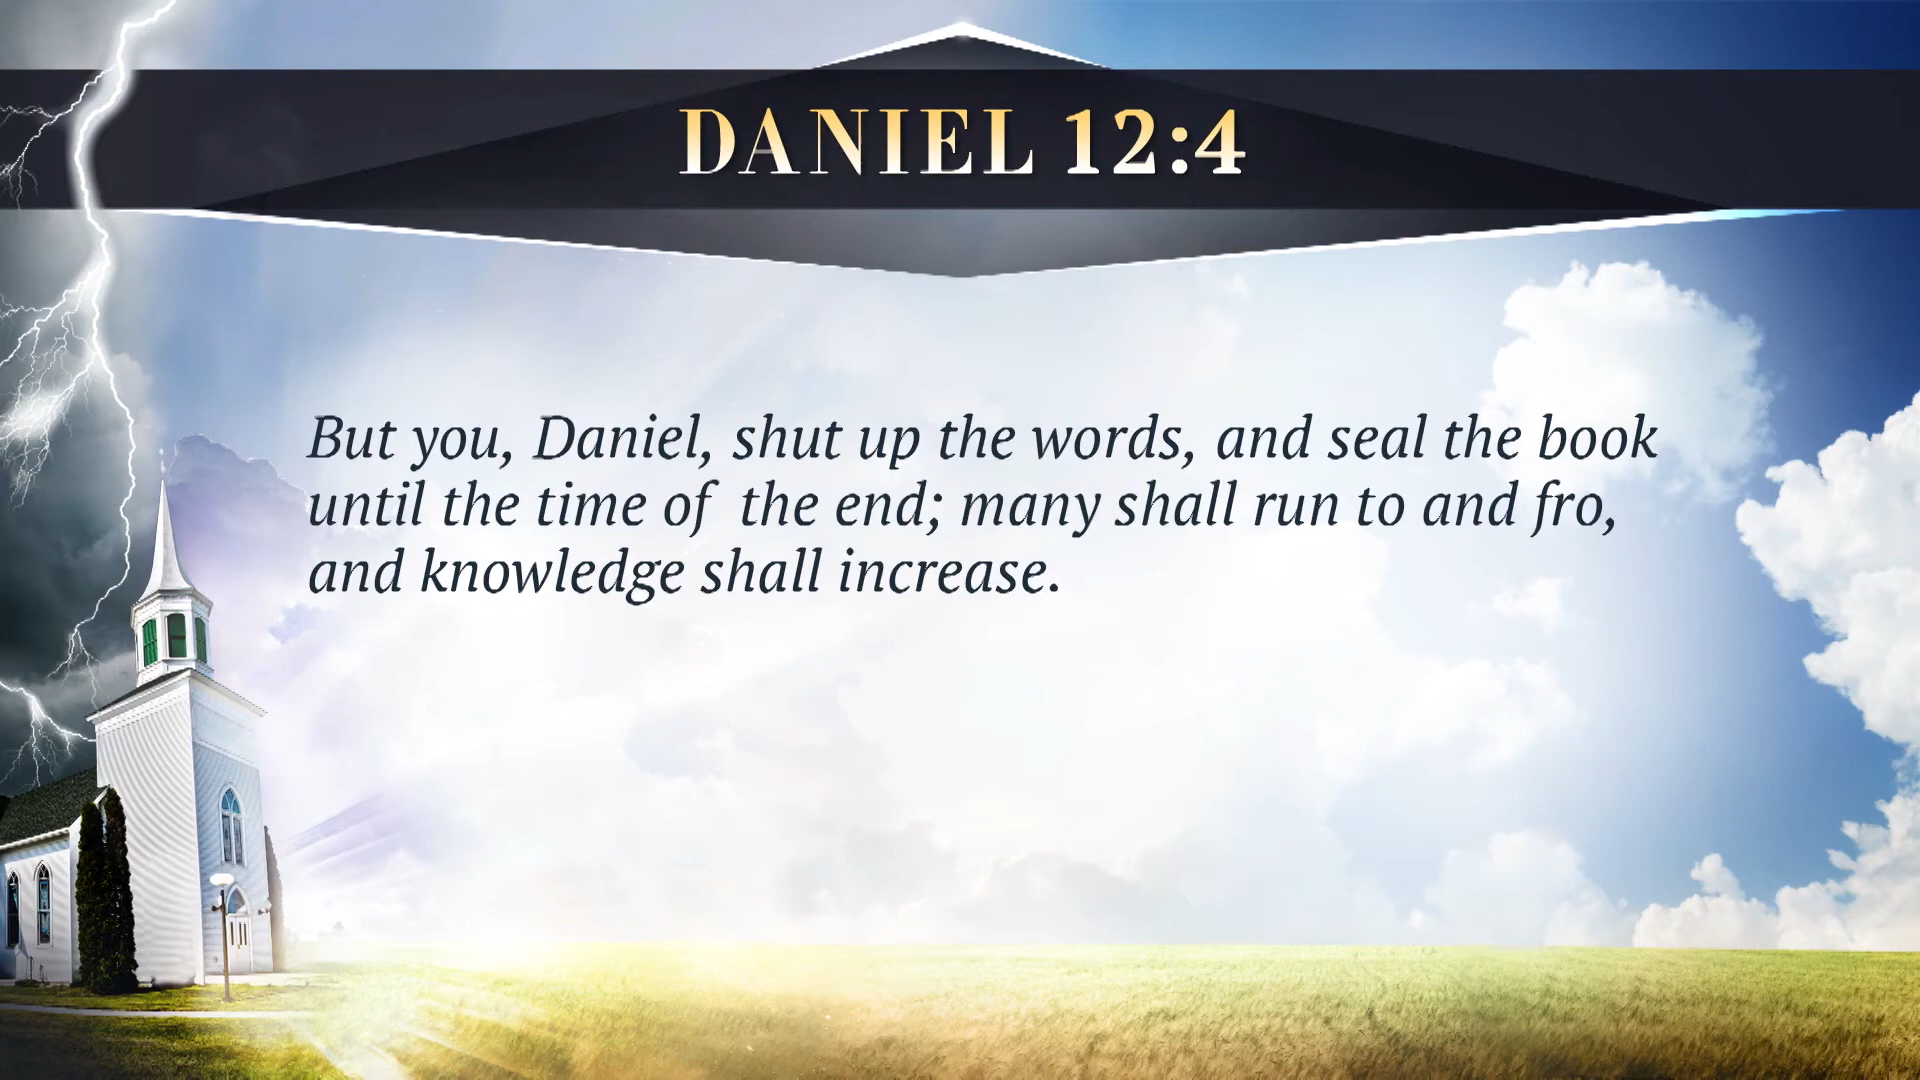 DANIEL 12:4
But you, Daniel, shut up the words, and seal the book
until the time of the end; many shall run to and fro,
and knowledge shall increase.